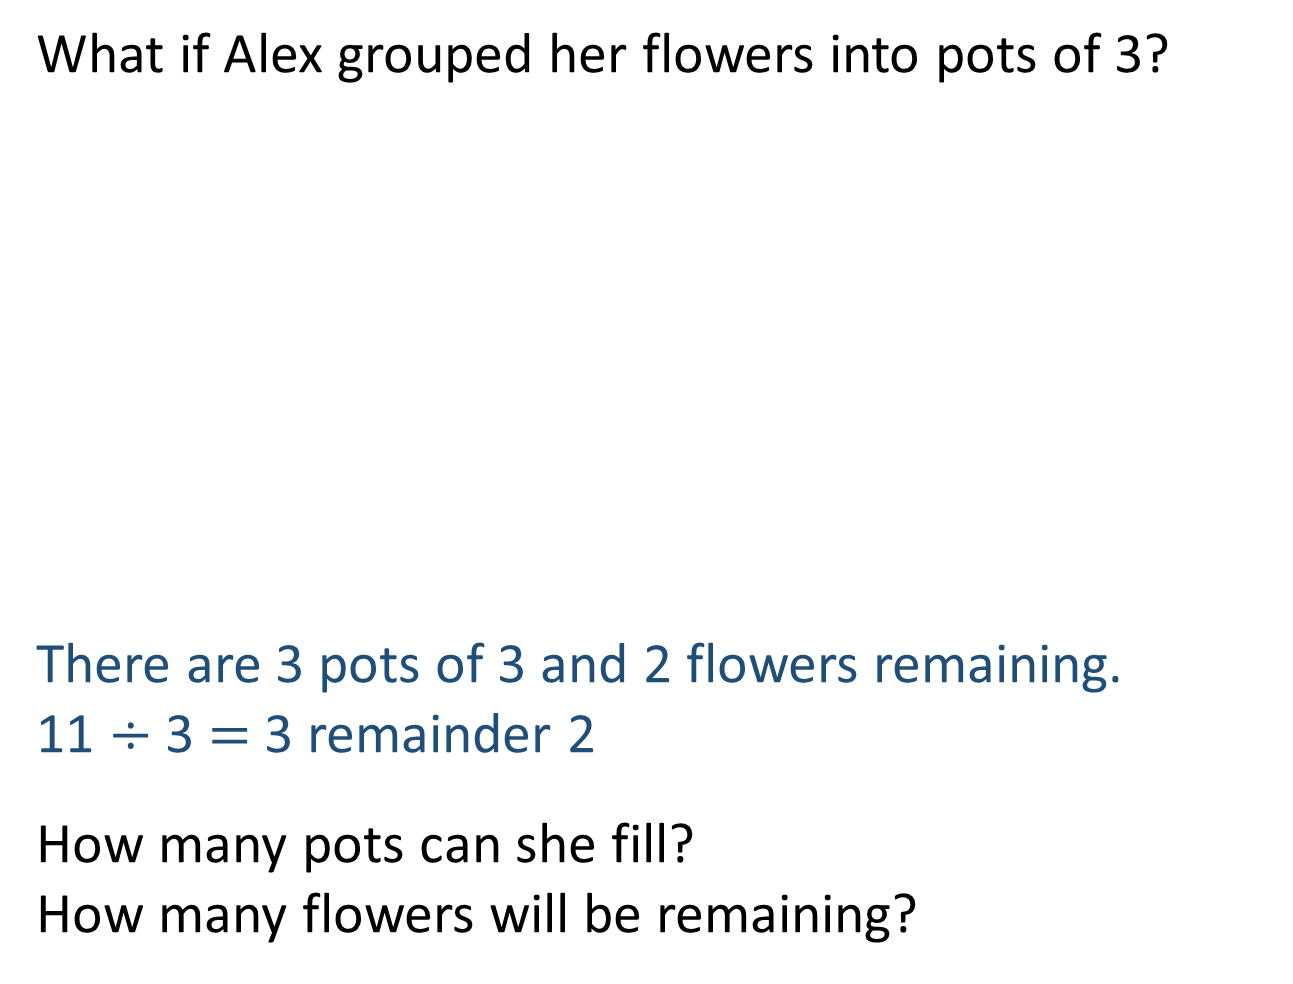 What if Alex grouped her flowers into pots of 3?
There are 3 pots of 3 and 2 flowers remaining.
11 ÷ 3 = 3 remainder 2
How many pots can she fill?
How many flowers will be remaining?